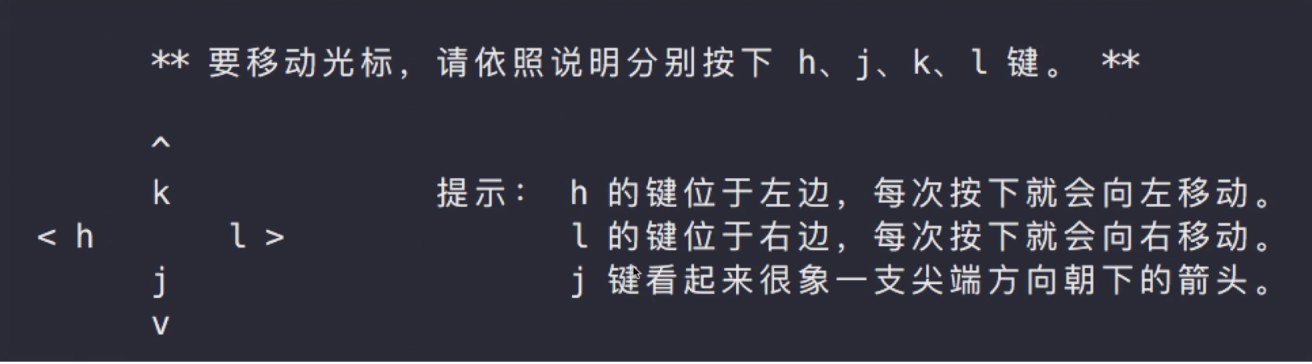 ** 要移动光标，请依照说明分别按下 h、j、k、l 键。 **
^
k 提示： h 的键位于左边，每次按下就会向左移动。
< h l > l 的键位于右边，每次按下就会向右移动。
j j 键看起来很象一支尖端方向朝下的箭头。
v